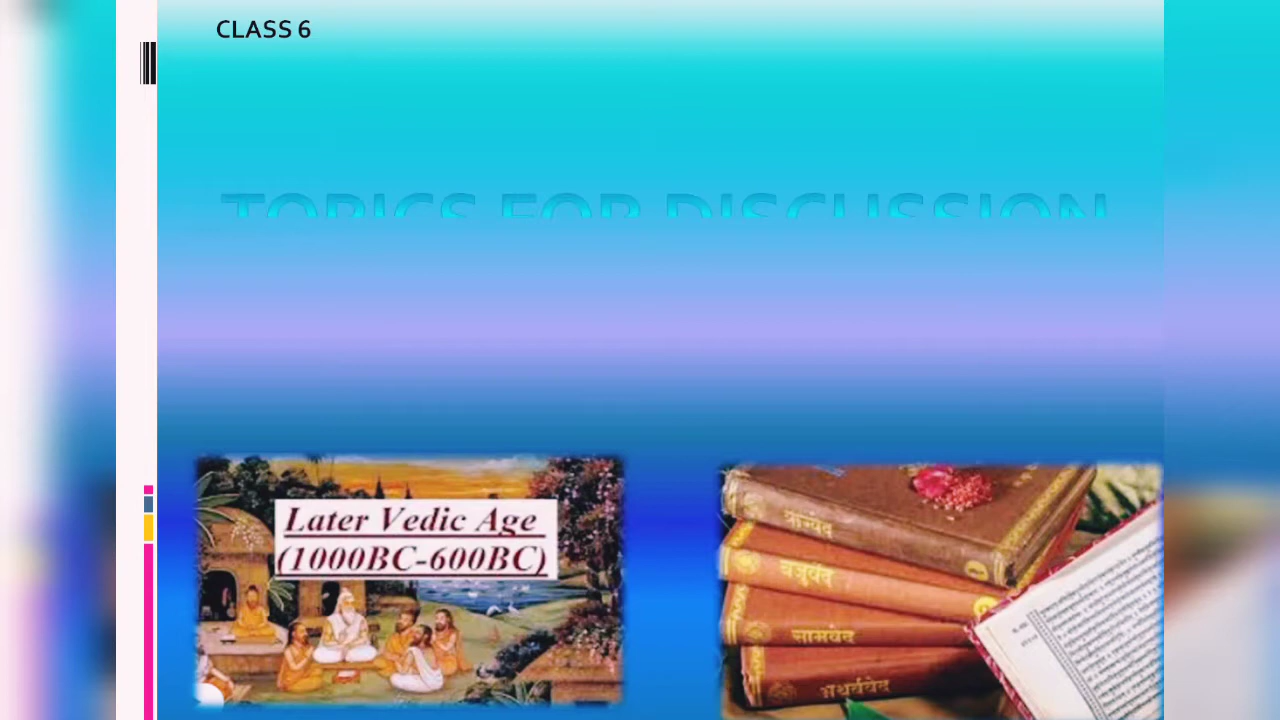 CLASS 6
TOPICS FOR DISCUSSION
Later Vedic Age
(1000BC-600BC)
ऋग्वेद
यजुर्वेद
सामवेद
अथर्ववेद